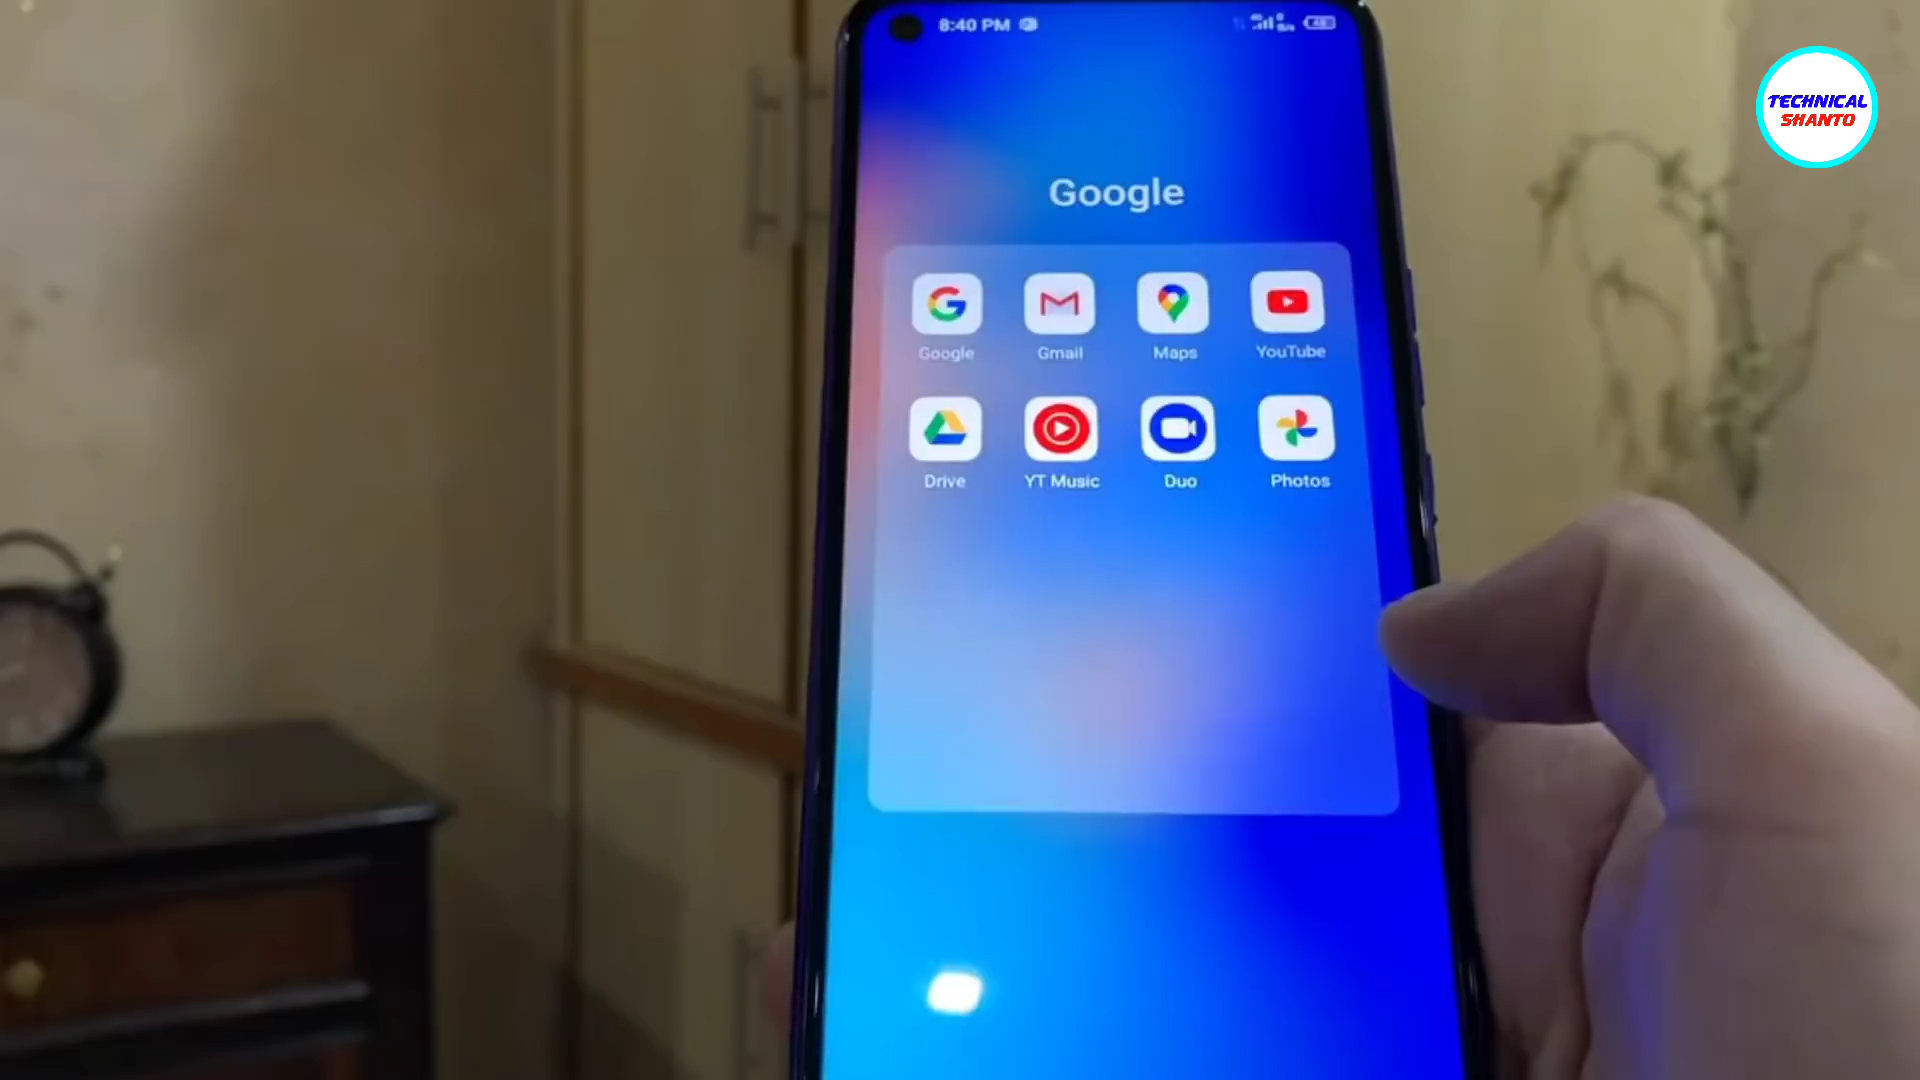 8:40 PM
TECHNICAL
SHANTO
Google
Google Gmail Maps YouTube
Drive YT Music Duo Photos